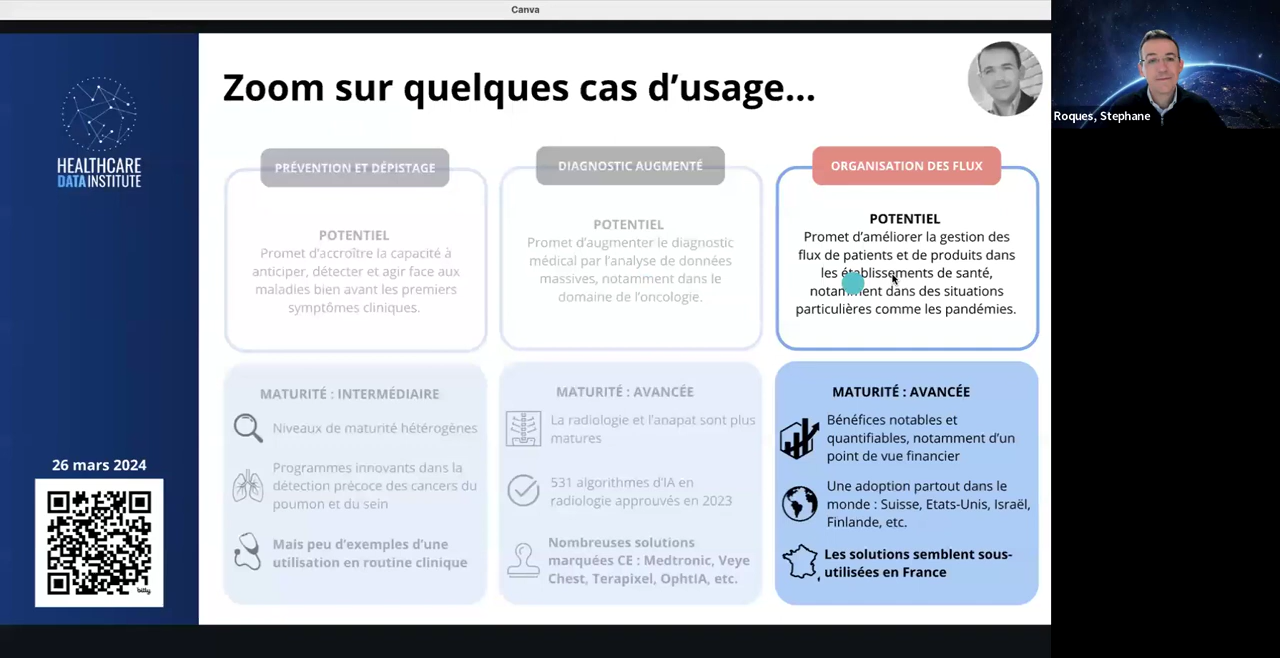 Canva
Roques, Stephane
HEALTHCARE
DATA INSTITUTE
26 mars 2024
bitly
Zoom sur quelques cas d’usage...
PRÉVENTION ET DÉPISTAGE
POTENTIEL
Promet d’accroître la capacité à
anticiper, détecter et agir face aux
maladies bien avant les premiers
symptômes cliniques.
MATURITÉ : INTERMÉDIAIRE
Niveaux de maturité hétérogènes
Programmes innovants dans la
détection précoce des cancers du
poumon et du sein
Mais peu d’exemples d’une
utilisation en routine clinique
DIAGNOSTIC AUGMENTÉ
POTENTIEL
Promet d’augmenter le diagnostic
médical par l’analyse de données
massives, notamment dans le
domaine de l’oncologie.
MATURITÉ : AVANCÉE
La radiologie et l’anapat sont plus
matures
531 algorithmes d’IA en
radiologie approuvés en 2023
Nombreuses solutions
marquées CE : Medtronic, Veye
Chest, Terapixel, OphtIA, etc.
ORGANISATION DES FLUX
POTENTIEL
Promet d’améliorer la gestion des
flux de patients et de produits dans
les établissements de santé,
notamment dans des situations
particulières comme les pandémies.
MATURITÉ : AVANCÉE
Bénéfices notables et
quantifiables, notamment d’un
point de vue financier
Une adoption partout dans le
monde : Suisse, Etats-Unis, Israël,
Finlande, etc.
Les solutions semblent sous-
utilisées en France